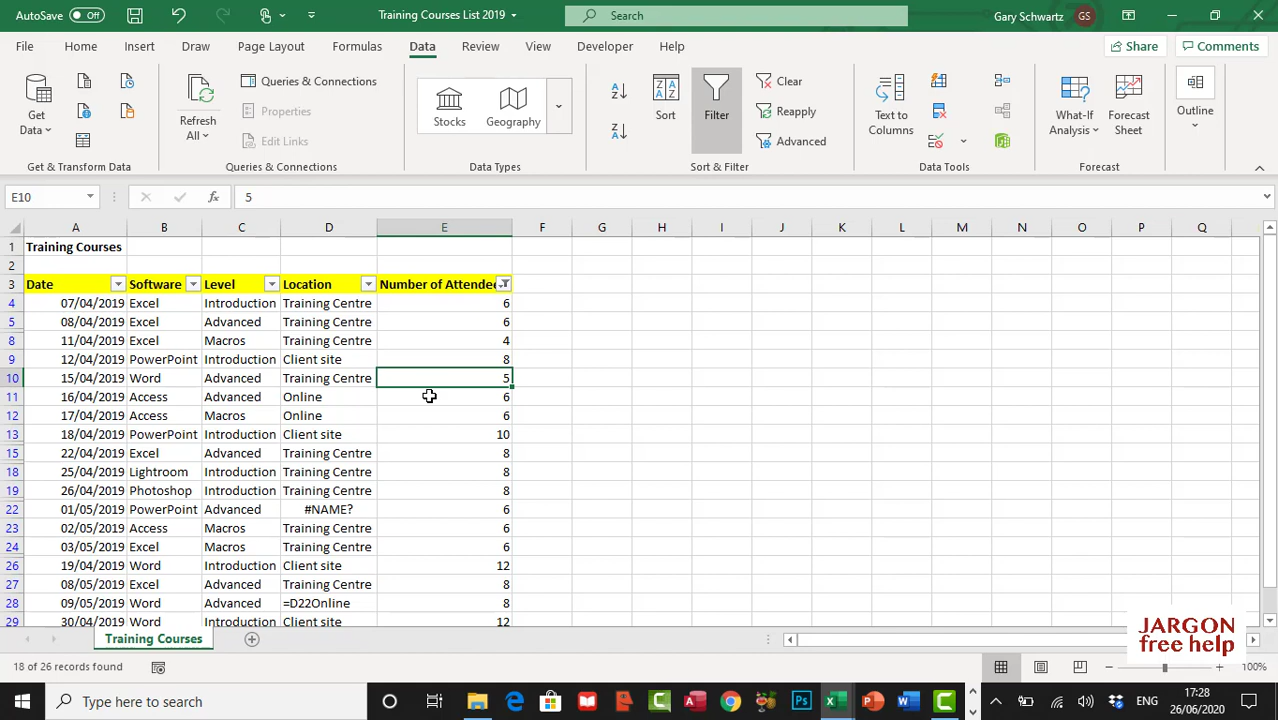 AutoSave Off Training Courses List 2019 Search Gary Schwartz GS
File Home Insert Draw Page Layout Formulas Data Review View Developer Help Share Comments
Get Data Refresh All Queries & Connections Properties Edit Links Stocks Geography Sort Filter Clear Reapply Advanced Text to Columns What-If Analysis Forecast Sheet Outline
Get & Transform Data Queries & Connections Data Types Sort & Filter Data Tools Forecast
E10 fx 5
A B C D E F G H I J K L M N O P Q
1 Training Courses
2
3 Date Software Level Location Number of Attendee
4 07/04/2019 Excel Introduction Training Centre 6
5 08/04/2019 Excel Advanced Training Centre 6
8 11/04/2019 Excel Macros Training Centre 4
9 12/04/2019 PowerPoint Introduction Client site 8
10 15/04/2019 Word Advanced Training Centre 5
11 16/04/2019 Access Advanced Online 6
12 17/04/2019 Access Macros Online 6
13 18/04/2019 PowerPoint Introduction Client site 10
15 22/04/2019 Excel Advanced Training Centre 8
18 25/04/2019 Lightroom Introduction Training Centre 8
19 26/04/2019 Photoshop Introduction Training Centre 8
22 01/05/2019 PowerPoint Advanced #NAME? 6
23 02/05/2019 Access Macros Training Centre 6
24 03/05/2019 Excel Macros Training Centre 6
26 19/04/2019 Word Introduction Client site 12
27 08/05/2019 Excel Advanced Training Centre 8
28 09/05/2019 Word Advanced =D22Online 8
29 30/04/2019 Word Introduction Client site 12
JARGON
free help
Training Courses
18 of 26 records found 100%
Type here to search ENG 17:28
26/06/2020